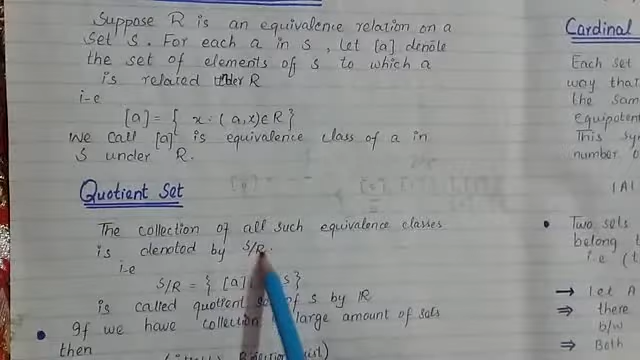 Suppose R is an equivalence relation on a
set S. For each a in S, let [a] denote
the set of elements of S to which a
is related under R
i-e
[a] = { x : (a,x) ∈ R}
We call [a] is equivalence class of a in
S under R.
Quotient Set
The collection of all such equivalence classes
is denoted by S/R.
i.e
S/R = { [a] S}
is called quotient of S by R
If we have collection large amount of sets
then
Cardinal
Each set
way that
the sam
equipoten
This sy
number o
|A|
• Two sets
belong t
i.e (t
→ Let A
⇒ there
b/w
⇒ Both